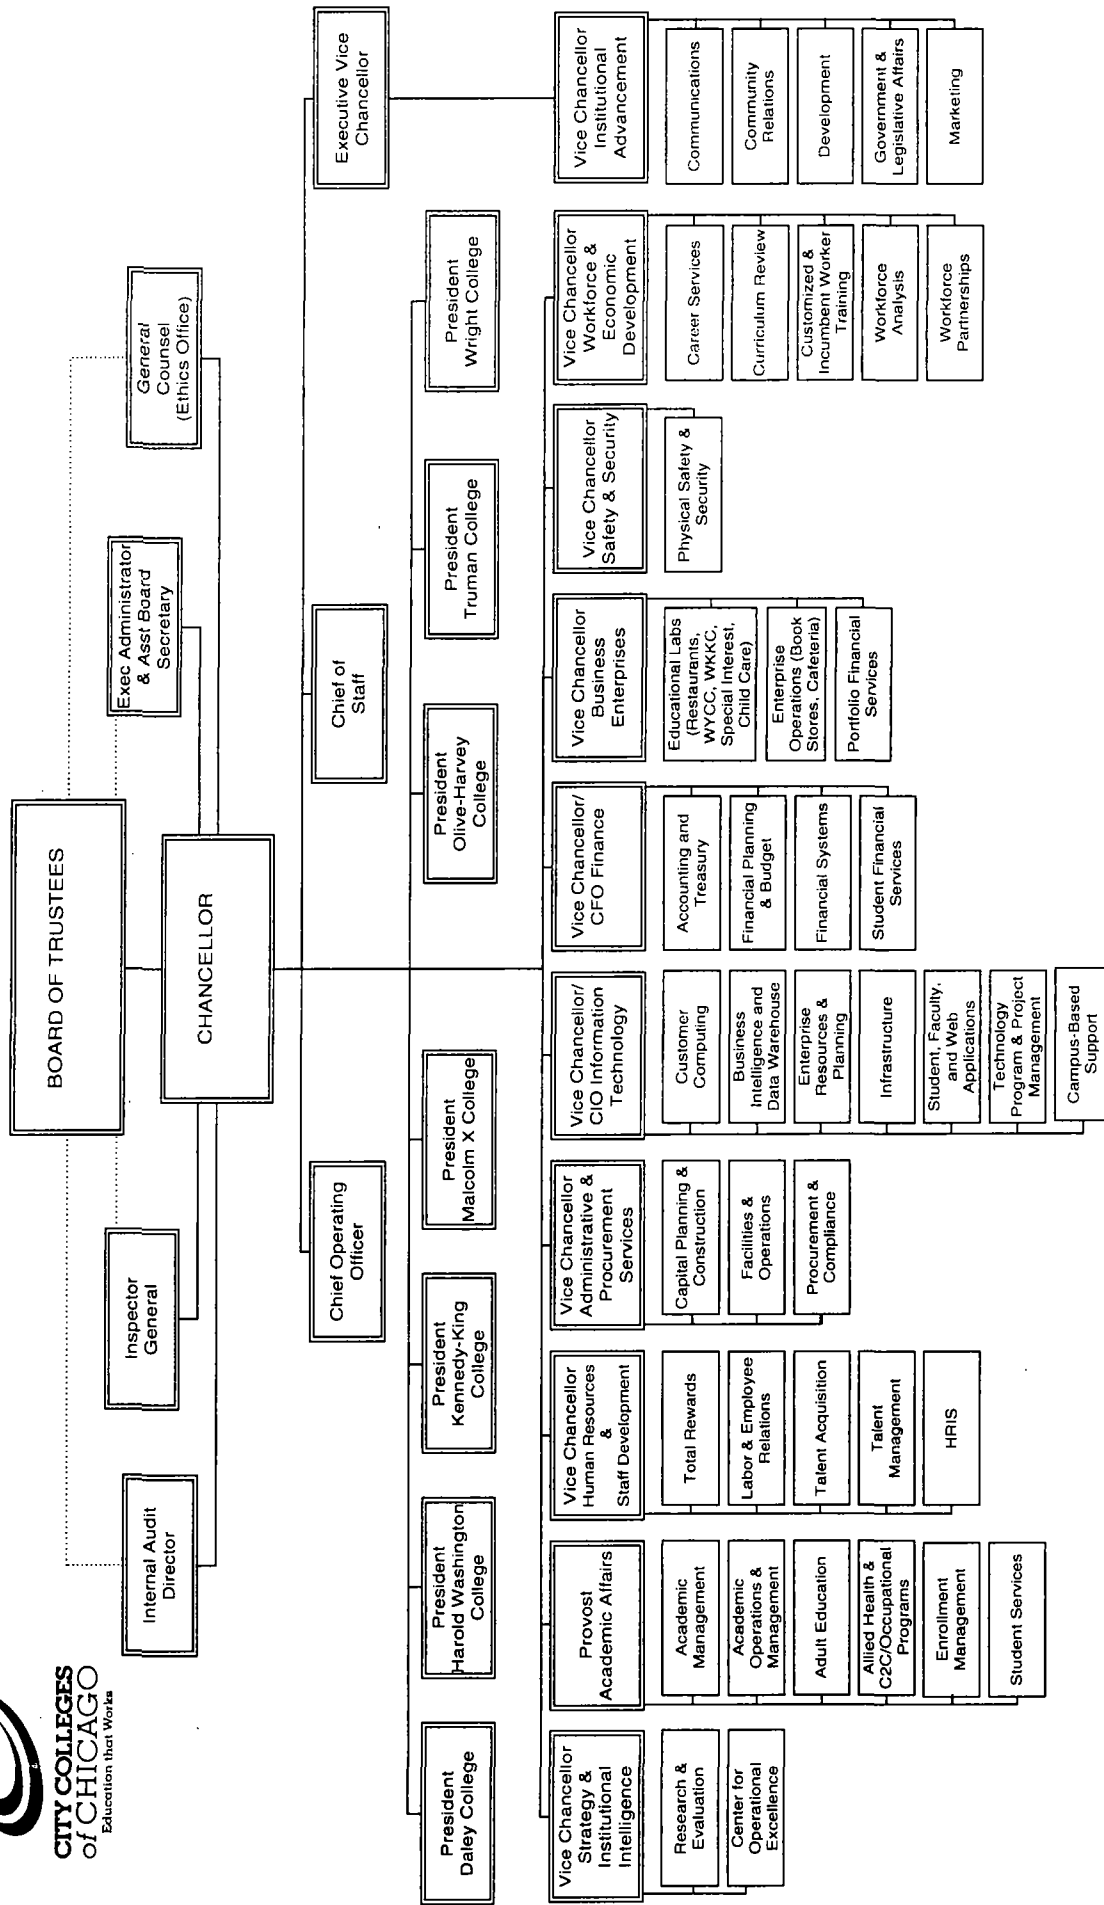 CITY COLLEGES
of CHICAGO
Education that Works
BOARD OF TRUSTEES
Internal Audit
Director
Inspector
General
CHANCELLOR
Exec Administrator
& Asst Board
Secretary
General
Counsel
(Ethics Office)
Chief Operating
Officer
Chief of
Staff
Executive Vice
Chancellor
President
Daley College
President
Harold Washington
College
President
Kennedy-King
College
President
Malcolm X College
President
Olive-Harvey
College
President
Truman College
President
Wright College
Vice Chancellor
Strategy &
Institutional
Intelligence
Research &
Evaluation
Center for
Operational
Excellence
Provost
Academic Affairs
Academic
Management
Academic
Operations &
Management
Adult Education
Allied Health &
C2C/Occupational
Programs
Enrollment
Management
Student Services
Vice Chancellor
Human Resources
&
Staff Development
Total Rewards
Labor & Employee
Relations
Talent Acquisition
Talent
Management
HRIS
Vice Chancellor
Administrative &
Procurement
Services
Capital Planning &
Construction
Facilities &
Operations
Procurement &
Compliance
Vice Chancellor/
CIO Information
Technology
Customer
Computing
Business
Intelligence and
Data Warehouse
Enterprise
Resources &
Planning
Infrastructure
Student, Faculty,
and Web
Applications
Technology
Program & Project
Management
Campus-Based
Support
Vice Chancellor/
CFO Finance
Accounting and
Treasury
Financial Planning
& Budget
Financial Systems
Student Financial
Services
Vice Chancellor
Business
Enterprises
Educational Labs
(Restaurants,
WYCC, WKKC,
Special Interest,
Child Care)
Enterprise
Operations (Book
Stores, Cafeteria)
Portfolio Financial
Services
Vice Chancellor
Safety & Security
Physical Safety &
Security
Vice Chancellor
Workforce &
Economic
Development
Career Services
Curriculum Review
Customized &
Incumbent Worker
Training
Workforce
Analysis
Workforce
Partnerships
Vice Chancellor
Institutional
Advancement
Communications
Community
Relations
Development
Government &
Legislative Affairs
Marketing